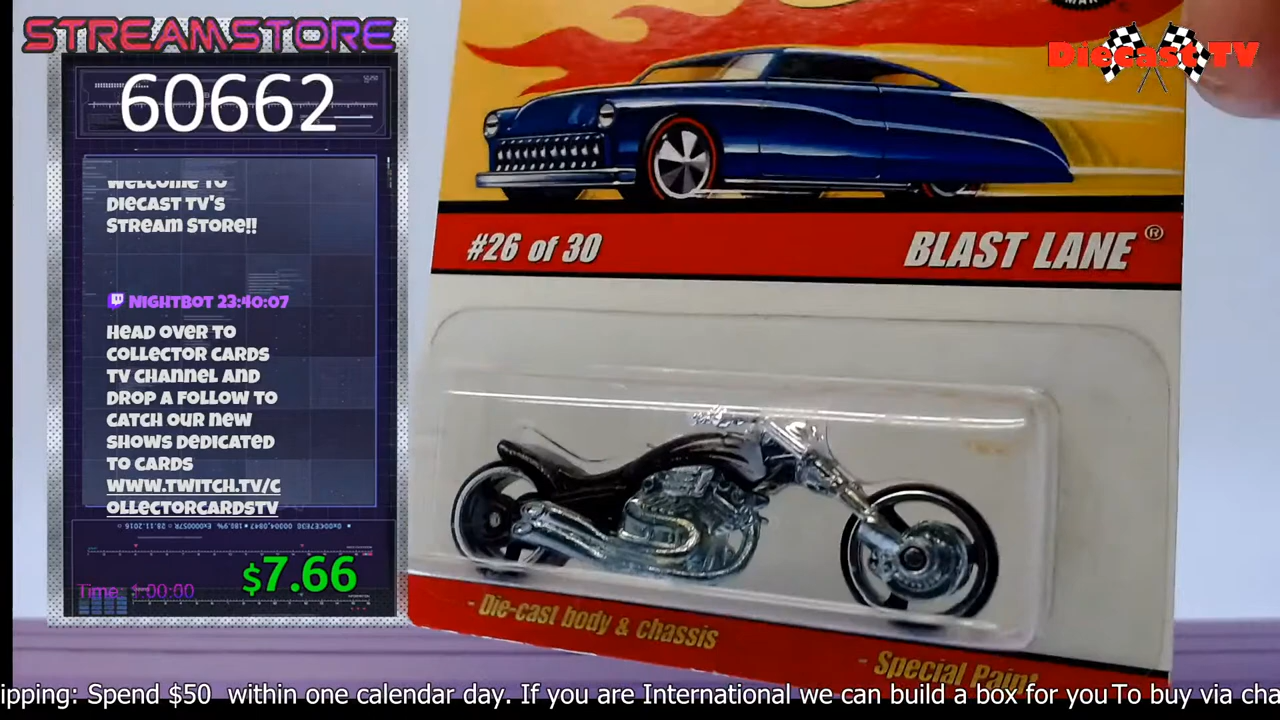 STREAMSTORE
60662
WELCOME TO
DIECAST TV'S
STREAM STORE!!
NIGHTBOT 23:40:07
HEAD OVER TO
COLLECTOR CARDS
TV CHANNEL AND
DROP A FOLLOW TO
CATCH OUR NEW
SHOWS DEDICATED
TO CARDS
WWW.TWITCH.TV/C
OLLECTORCARDSTV
Time: 1:00:00
$7.66
Diecast TV
#26 of 30
BLAST LANE®
- Die-cast body & chassis
- Special Paint
ipping: Spend $50 within one calendar day. If you are International we can build a box for you To buy via cha